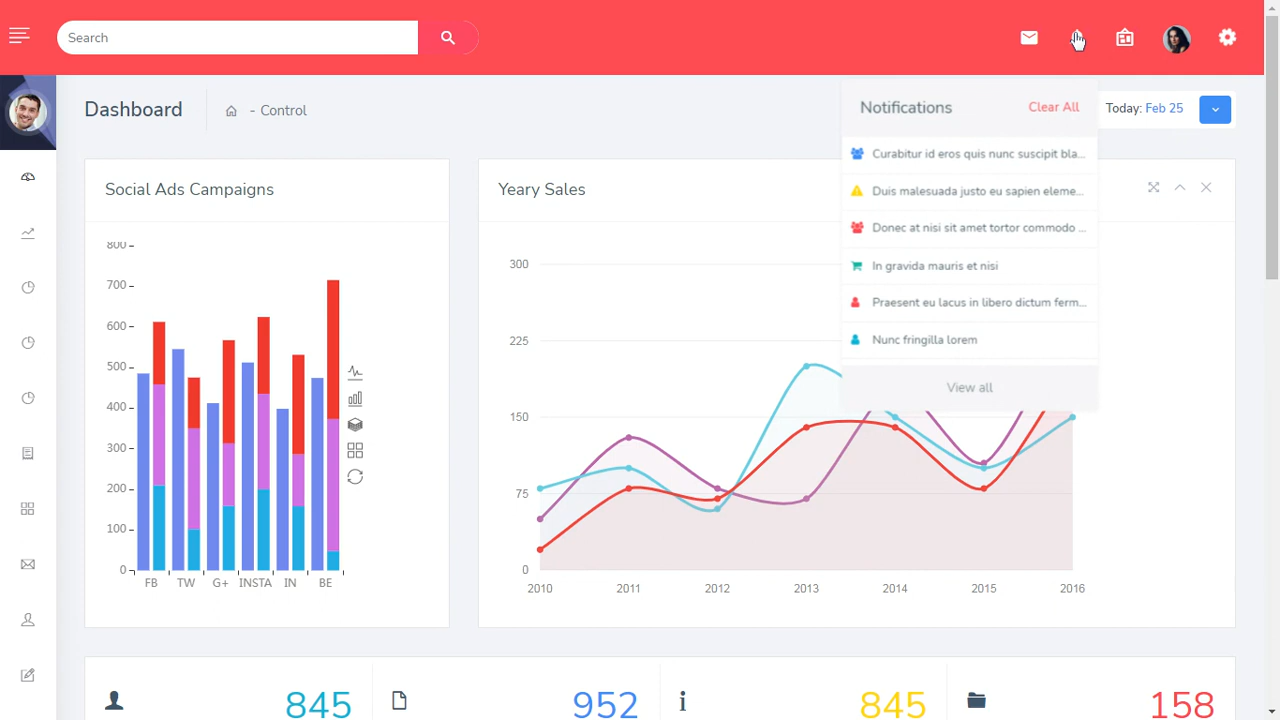 Search
Dashboard
- Control
Notifications
Clear All
Today: Feb 25
Curabitur id eros quis nunc suscipit bla...
Duis malesuada justo eu sapien eleme...
Donec at nisi sit amet tortor commodo ...
In gravida mauris et nisi
Praesent eu lacus in libero dictum ferm...
Nunc fringilla lorem
View all
Social Ads Campaigns
800
700
600
500
400
300
200
100
0
FB TW G+ INSTA IN BE
Yeary Sales
300
225
150
75
0
2010 2011 2012 2013 2014 2015 2016
845
952
845
158